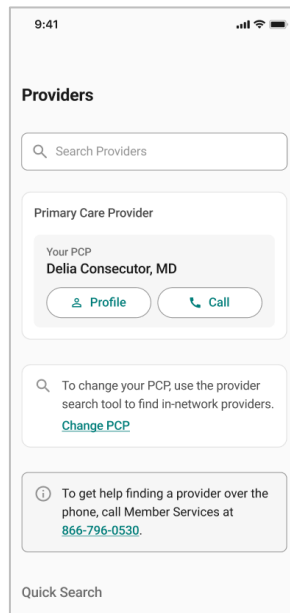 9:41
Providers
Search Providers
Primary Care Provider
Your PCP
Delia Consecutor, MD
Profile
Call
To change your PCP, use the provider
search tool to find in-network providers.
Change PCP
To get help finding a provider over the
phone, call Member Services at
866-796-0530.
Quick Search